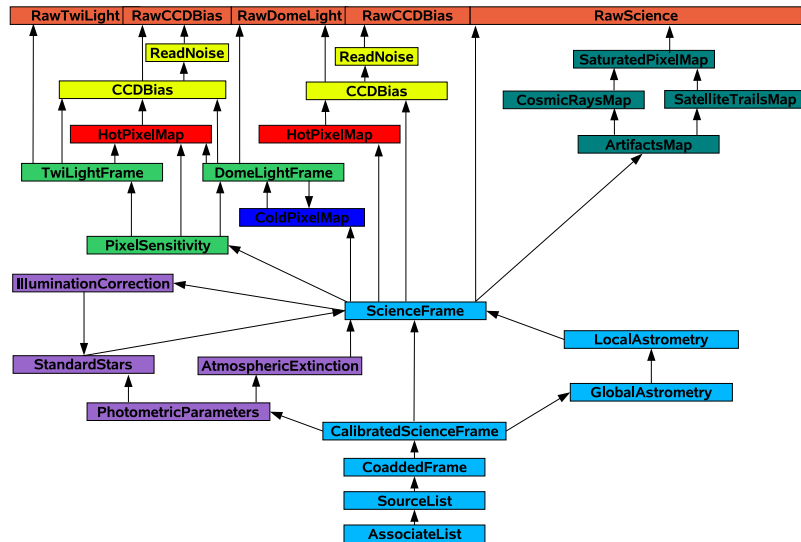 RawTwiLight RawCCDBias RawDomeLight RawCCDBias RawScience
ReadNoise
ReadNoise
SaturatedPixelMap
CCDBias
CCDBias
CosmicRaysMap
SatelliteTrailsMap
HotPixelMap
HotPixelMap
ArtifactsMap
TwiLightFrame
DomeLightFrame
ColdPixelMap
PixelSensitivity
IlluminationCorrection
ScienceFrame
LocalAstrometry
StandardStars
AtmosphericExtinction
GlobalAstrometry
PhotometricParameters
CalibratedScienceFrame
CoaddedFrame
SourceList
AssociateList